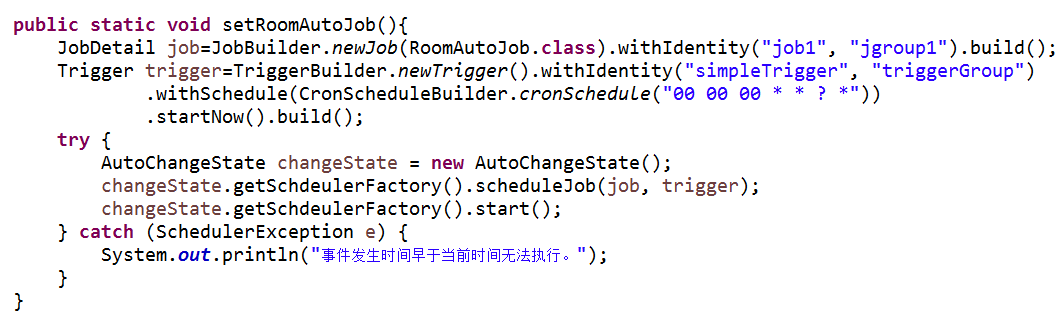 public static void setRoomAutoJob(){
    JobDetail job=JobBuilder.newJob(RoomAutoJob.class).withIdentity("job1", "jgroup1").build();
    Trigger trigger=TriggerBuilder.newTrigger().withIdentity("simpleTrigger", "triggerGroup")
            .withSchedule(CronScheduleBuilder.cronSchedule("00 00 00 * * ? *"))
            .startNow().build();
    try {
        AutoChangeState changeState = new AutoChangeState();
        changeState.getSchdeulerFactory().scheduleJob(job, trigger);
        changeState.getSchdeulerFactory().start();
    } catch (SchedulerException e) {
        System.out.println("事件发生时间早于当前时间无法执行。");
    }
}